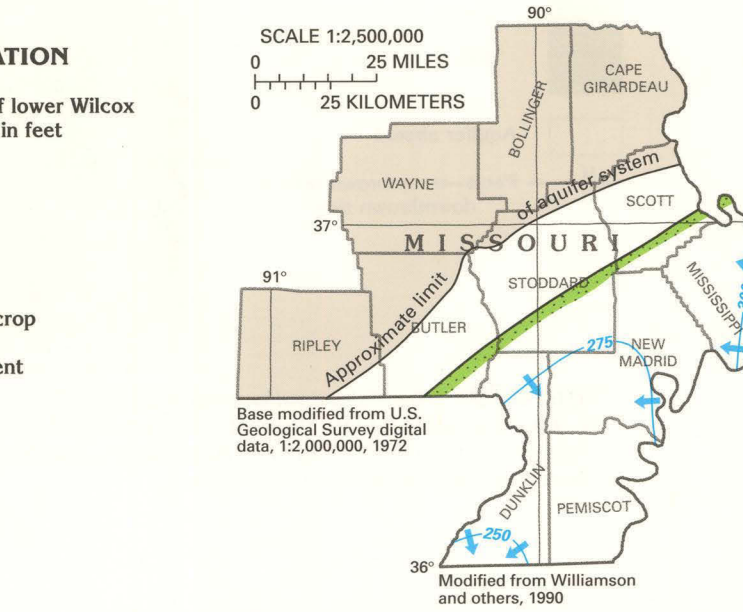 ATION
f lower Wilcox
in feet
crop
ent
SCALE 1:2,500,000
0 25 MILES
0 25 KILOMETERS
90°
CAPE
GIRARDEAU
BOLLINGER
WAYNE
of aquifer system
SCOTT
37°
MISSOURI
91°
STODDARD
MISSISSIPPI
Approximate limit
BUTLER
RIPLEY
275
NEW
MADRID
Base modified from U.S.
Geological Survey digital
data, 1:2,000,000, 1972
DUNKLIN
PEMISCOT
250
36°
Modified from Williamson
and others, 1990